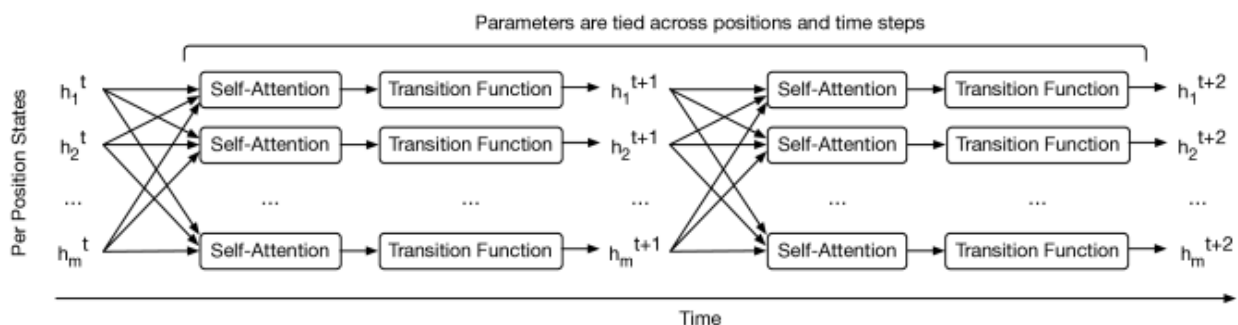 Parameters are tied across positions and time steps
Per Position States
h₁ᵗ Self-Attention Transition Function h₁ᵗ⁺¹ Self-Attention Transition Function h₁ᵗ⁺²
h₂ᵗ Self-Attention Transition Function h₂ᵗ⁺¹ Self-Attention Transition Function h₂ᵗ⁺²
... ... ... ... ... ... ...
hₘᵗ Self-Attention Transition Function hₘᵗ⁺¹ Self-Attention Transition Function hₘᵗ⁺²
Time